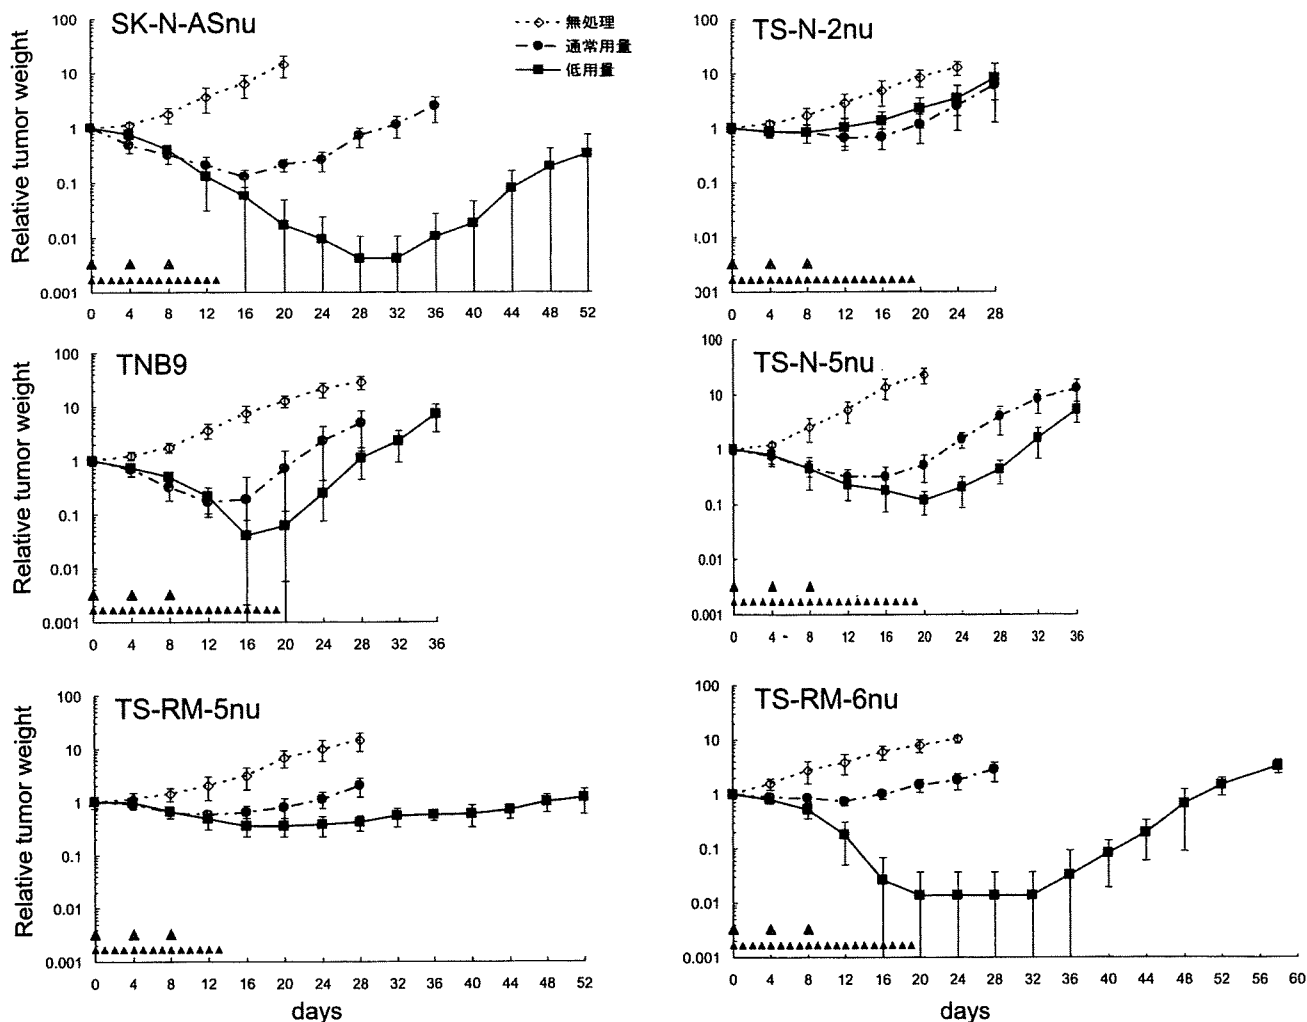 SK-N-ASnu
無処理
通常用量
低用量
Relative tumor weight
100
10
1
0.1
0.01
0.001
0 4 8 12 16 20 24 28 32 36 40 44 48 52
TS-N-2nu
100
10
1
0.1
).01
)01
0 4 8 12 16 20 24 28
TNB9
Relative tumor weight
100
10
1
0.1
0.01
0.001
0 4 8 12 16 20 24 28 32 36
TS-N-5nu
100
10
1
0.1
0.01
0.001
0 4 - 8 12 16 20 24 28 32 36
TS-RM-5nu
Relative tumor weight
100
10
1
0.1
0.01
0.001
0 4 8 12 16 20 24 28 32 36 40 44 48 52
days
TS-RM-6nu
100
10
1
0.1
0.01
0.001
0 4 8 12 16 20 24 28 32 36 40 44 48 52 58 60
days